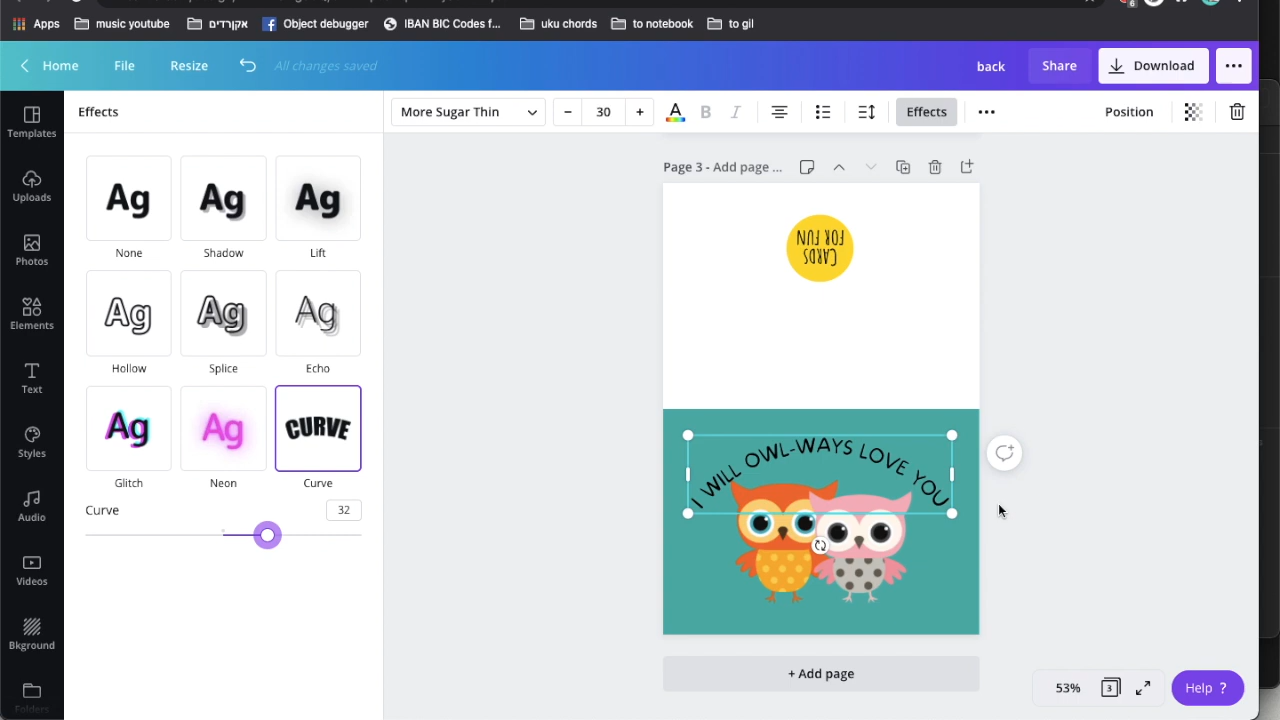 Apps
music youtube
אקורדים
Object debugger
IBAN BIC Codes f...
uku chords
to notebook
to gil
Home
File
Resize
All changes saved
back
Share
Download
Effects
More Sugar Thin
– 30 +
A
B
I
Effects
Position
Templates
Uploads
Photos
Elements
Text
Styles
Audio
Videos
Bkground
Folders
Ag
Ag
Ag
None
Shadow
Lift
Ag
Ag
Ag
Hollow
Splice
Echo
Ag
Ag
CURVE
Glitch
Neon
Curve
Curve
32
Page 3 - Add page ...
CARDS
FOR FUN
I WILL OWL-WAYS LOVE YOU
+ Add page
53%
3
Help ?